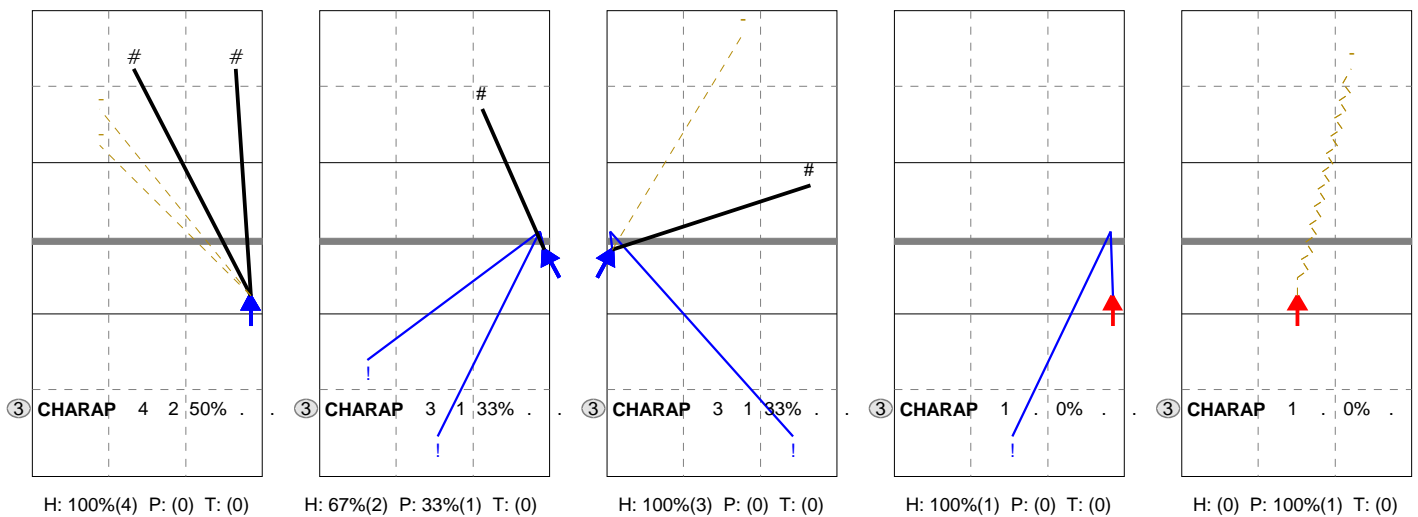 # #
- -
#
!
!
-
#
!
!
-
3 CHARAP 4 2 50% . .
3 CHARAP 3 1 33% . .
3 CHARAP 3 1 33% . .
3 CHARAP 1 . 0% . .
3 CHARAP 1 . 0% .
H: 100%(4) P: (0) T: (0)
H: 67%(2) P: 33%(1) T: (0)
H: 100%(3) P: (0) T: (0)
H: 100%(1) P: (0) T: (0)
H: (0) P: 100%(1) T: (0)